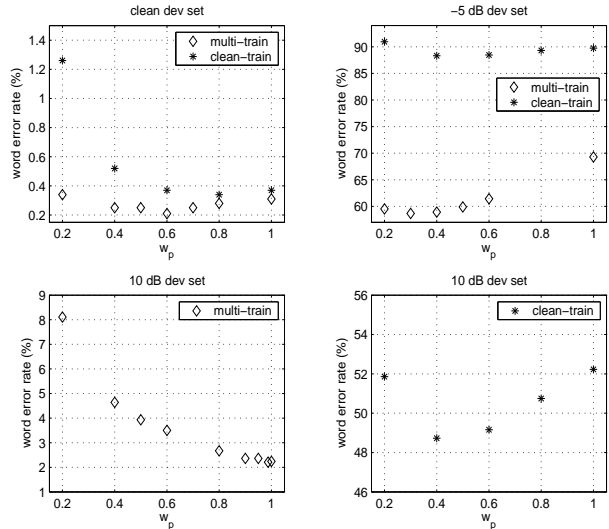 clean dev set
word error rate (%)
1.4
1.2
1
0.8
0.6
0.4
0.2
multi−train
clean−train
0.2 0.4 0.6 0.8 1
w_p
−5 dB dev set
word error rate (%)
90
85
80
75
70
65
60
multi−train
clean−train
0.2 0.4 0.6 0.8 1
w_p
10 dB dev set
word error rate (%)
9
8
7
6
5
4
3
2
1
multi−train
0.2 0.4 0.6 0.8 1
w_p
10 dB dev set
word error rate (%)
56
54
52
50
48
46
clean−train
0.2 0.4 0.6 0.8 1
w_p